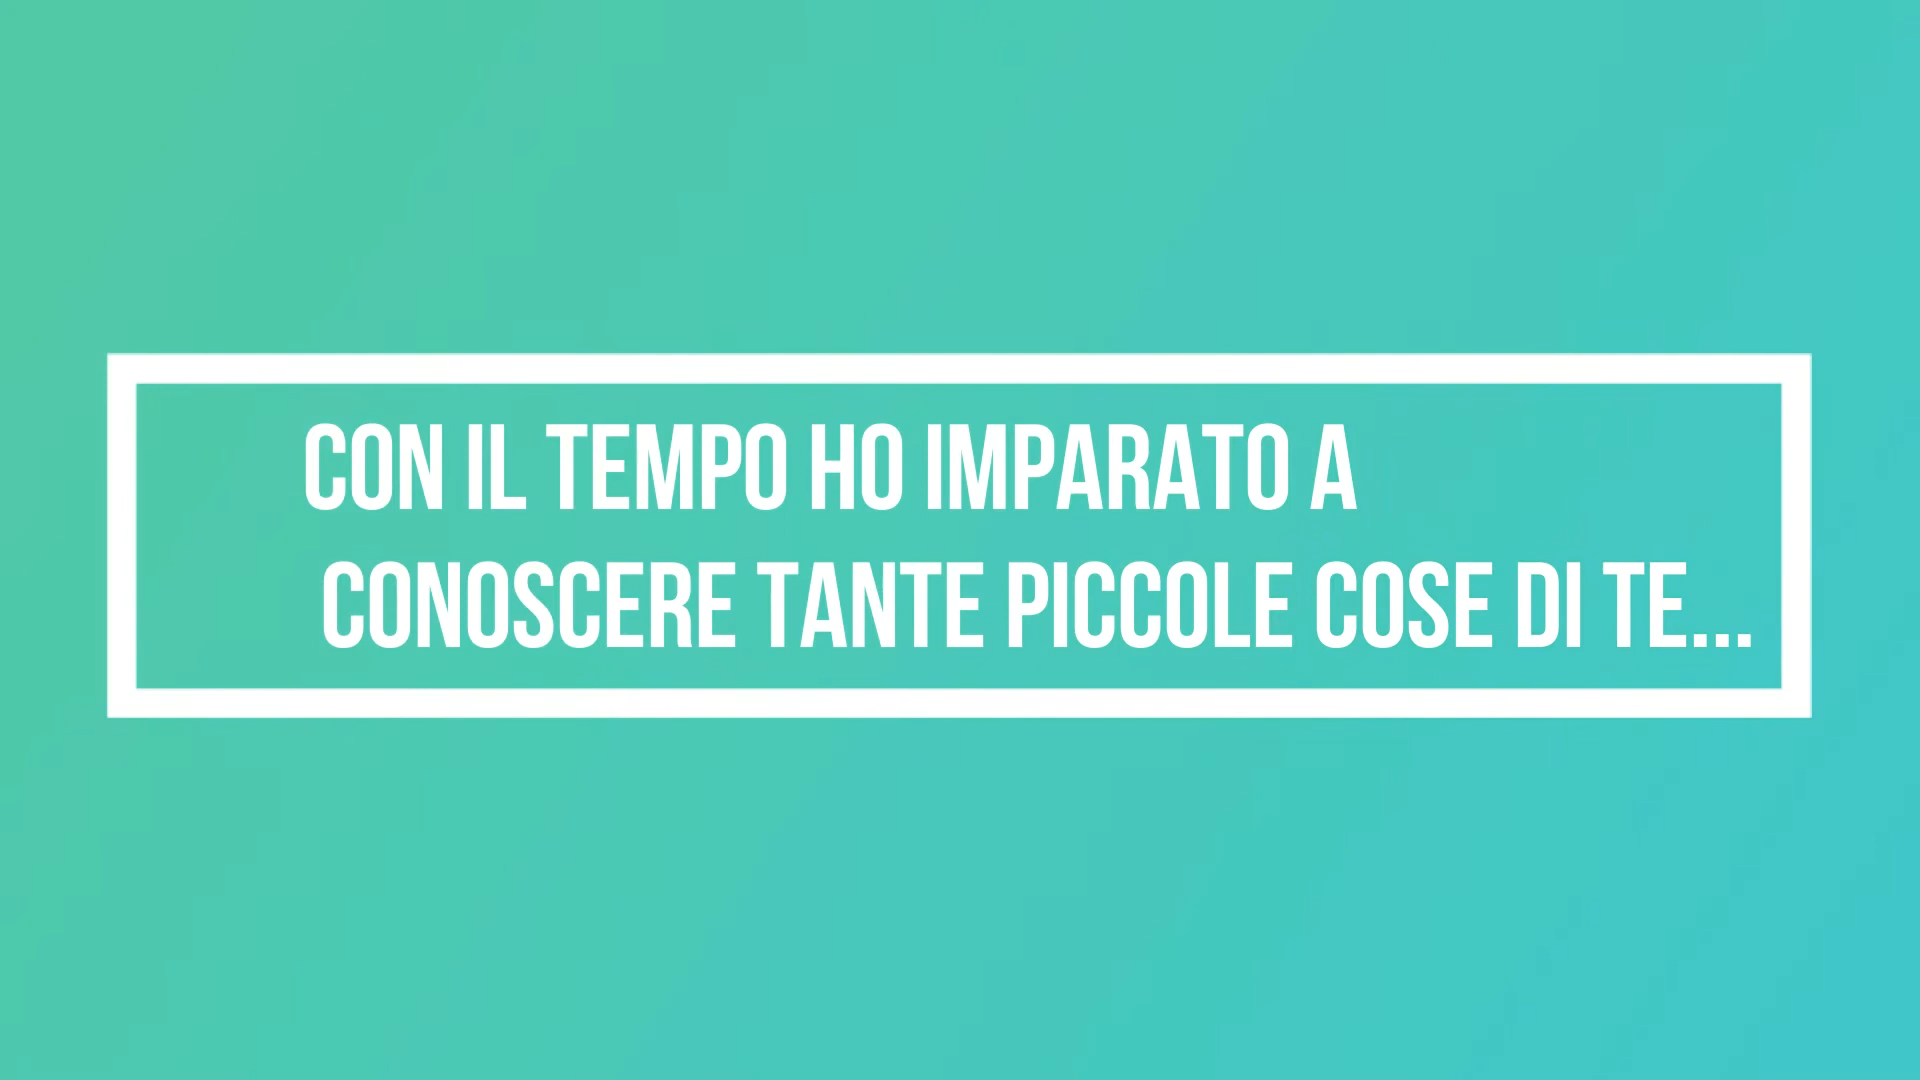 CON IL TEMPO HO IMPARATO A
CONOSCERE TANTE PICCOLE COSE DI TE...